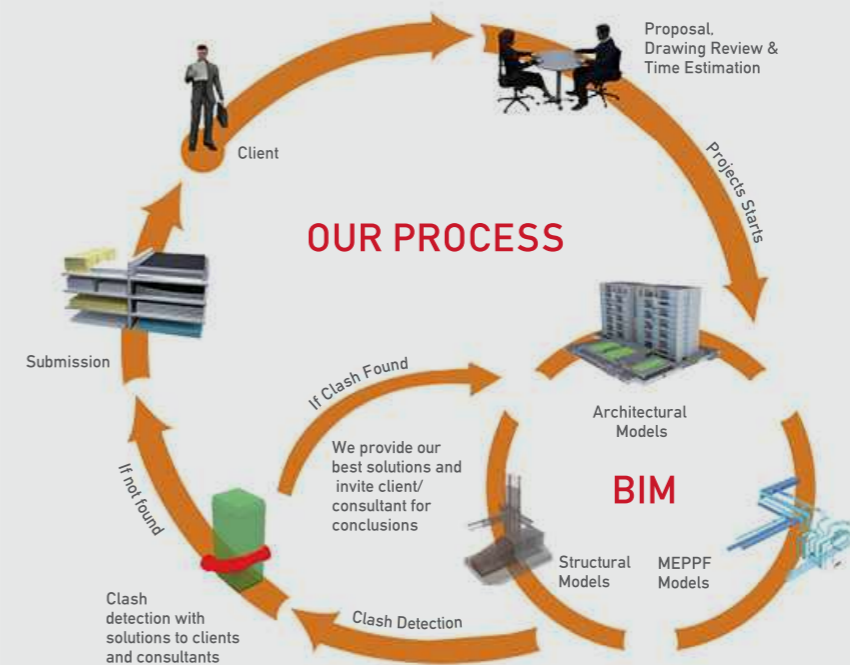 Proposal,
Drawing Review &
Time Estimation
Client
Projects Starts
OUR PROCESS
Submission
If Clash Found
Architectural
Models
We provide our
best solutions and
invite client/
consultant for
conclusions
BIM
If not found
Structural
Models
MEPPF
Models
Clash
detection with
solutions to clients
and consultants
Clash Detection